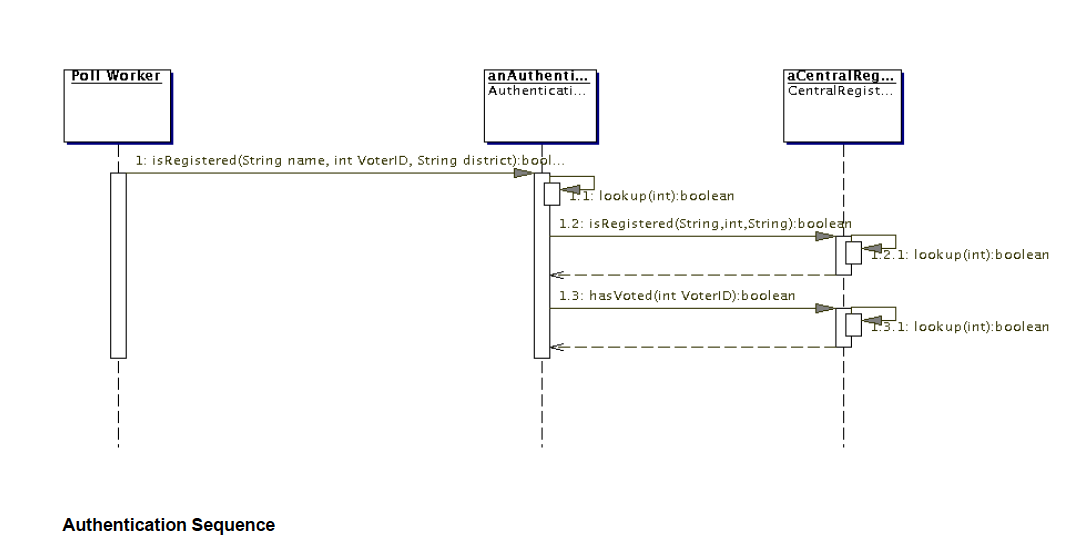 Poll Worker
anAuthenti...
Authenticati...
aCentralReg...
CentralRegist...
1: isRegistered(String name, int VoterID, String district):bool...
1.1: lookup(int):boolean
1.2: isRegistered(String,int,String):boolean
1.2.1: lookup(int):boolean
1.3: hasVoted(int VoterID):boolean
1.3.1: lookup(int):boolean
Authentication Sequence